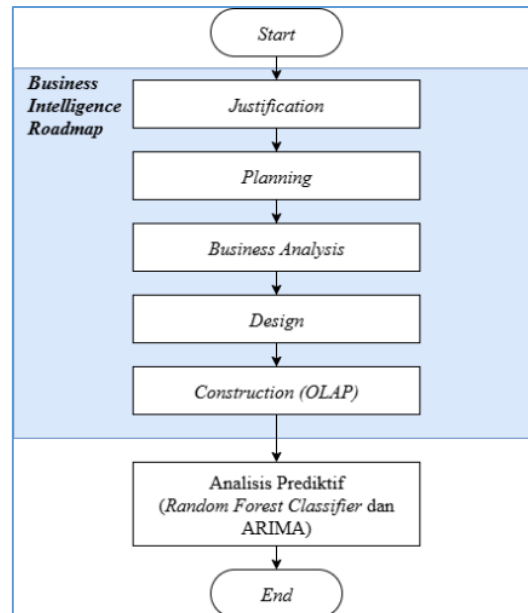 Start
Business
Intelligence
Roadmap
Justification
Planning
Business Analysis
Design
Construction (OLAP)
Analisis Prediktif
(Random Forest Classifier dan
ARIMA)
End